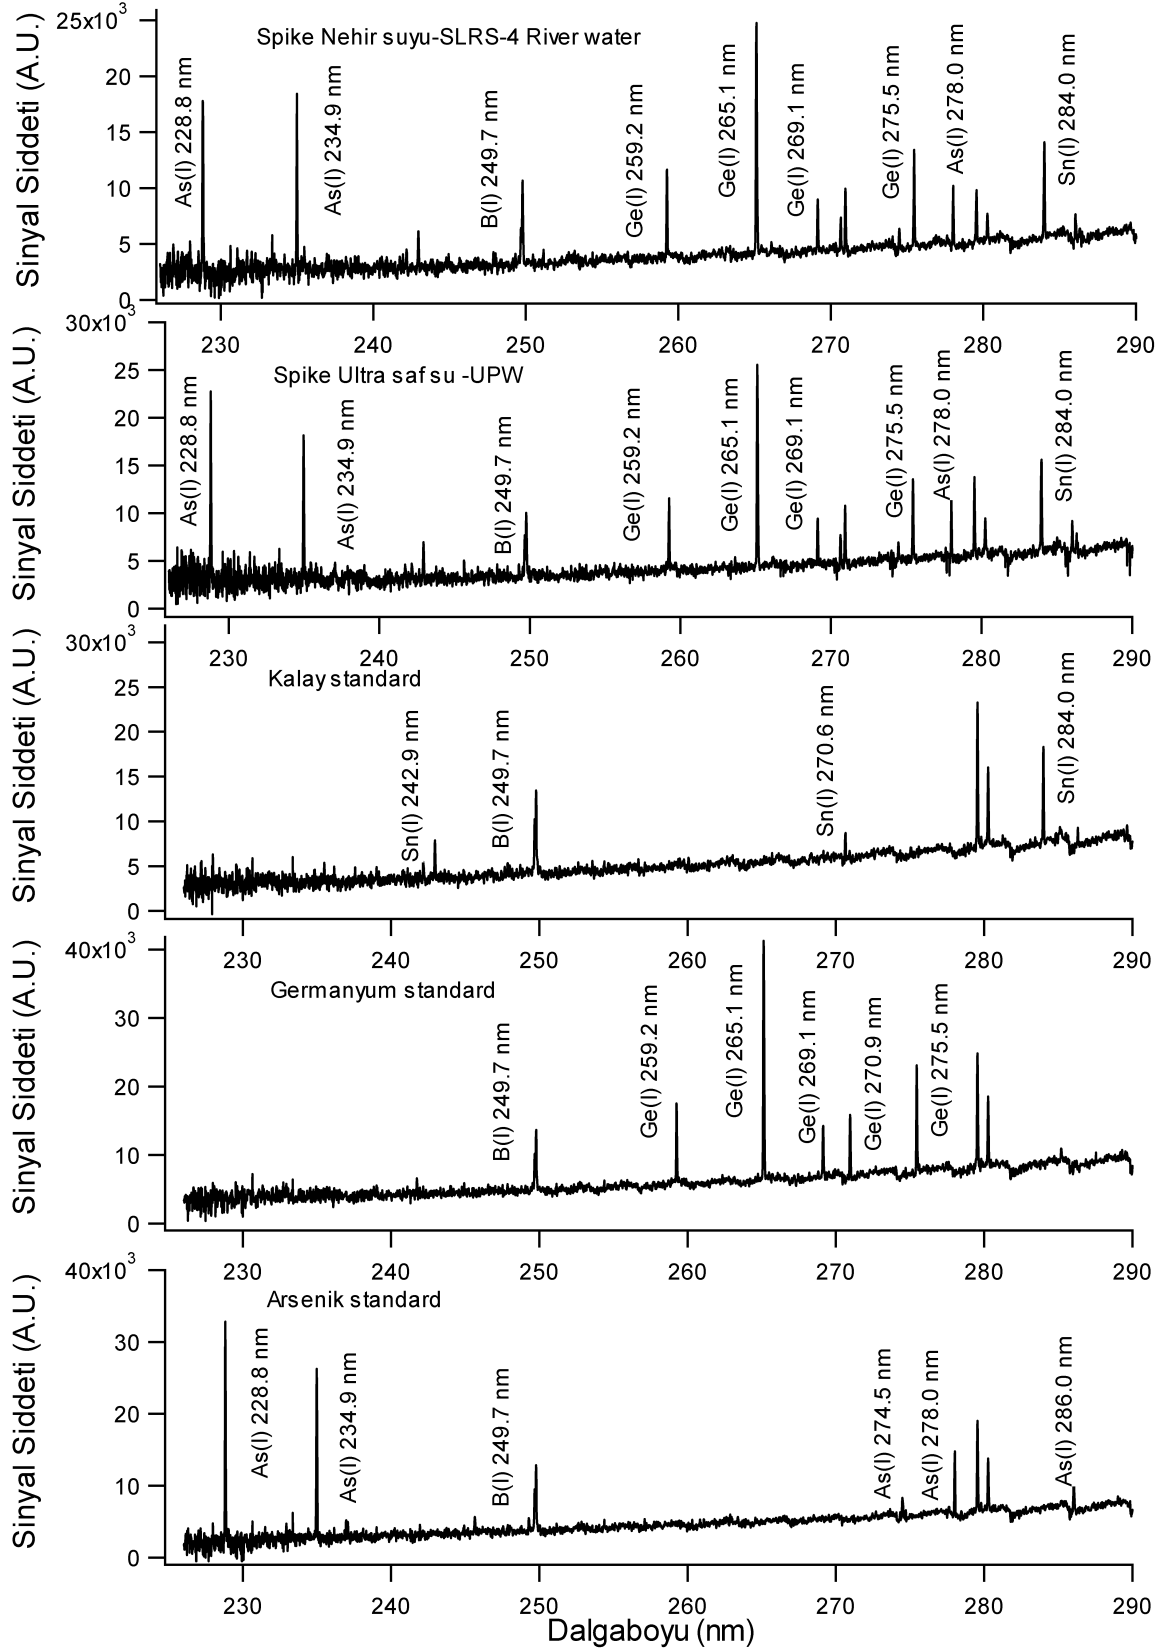 Sinyal Siddeti (A.U.)
25x10³
20
15
10
5
0
Spike Nehir suyu-SLRS-4 River water
As(I) 228.8 nm
As(I) 234.9 nm
B(I) 249.7 nm
Ge(I) 259.2 nm
Ge(I) 265.1 nm
Ge(I) 269.1 nm
Ge(I) 275.5 nm
As(I) 278.0 nm
Sn(I) 284.0 nm
230 240 250 260 270 280 290
Sinyal Siddeti (A.U.)
30x10³
25
20
15
10
5
0
Spike Ultra saf su -UPW
As(I) 228.8 nm
As(I) 234.9 nm
B(I) 249.7 nm
Ge(I) 259.2 nm
Ge(I) 265.1 nm
Ge(I) 269.1 nm
Ge(I) 275.5 nm
As(I) 278.0 nm
Sn(I) 284.0 nm
230 240 250 260 270 280 290
Sinyal Siddeti (A.U.)
30x10³
25
20
15
10
5
0
Kalay standard
Sn(I) 242.9 nm
B(I) 249.7 nm
Sn(I) 270.6 nm
Sn(I) 284.0 nm
230 240 250 260 270 280 290
Sinyal Siddeti (A.U.)
40x10³
30
20
10
0
Germanyum standard
B(I) 249.7 nm
Ge(I) 259.2 nm
Ge(I) 265.1 nm
Ge(I) 269.1 nm
Ge(I) 270.9 nm
Ge(I) 275.5 nm
230 240 250 260 270 280 290
Sinyal Siddeti (A.U.)
40x10³
30
20
10
0
Arsenik standard
As(I) 228.8 nm
As(I) 234.9 nm
B(I) 249.7 nm
As(I) 274.5 nm
As(I) 278.0 nm
As(I) 286.0 nm
230 240 250 260 270 280 290
Dalgaboyu (nm)